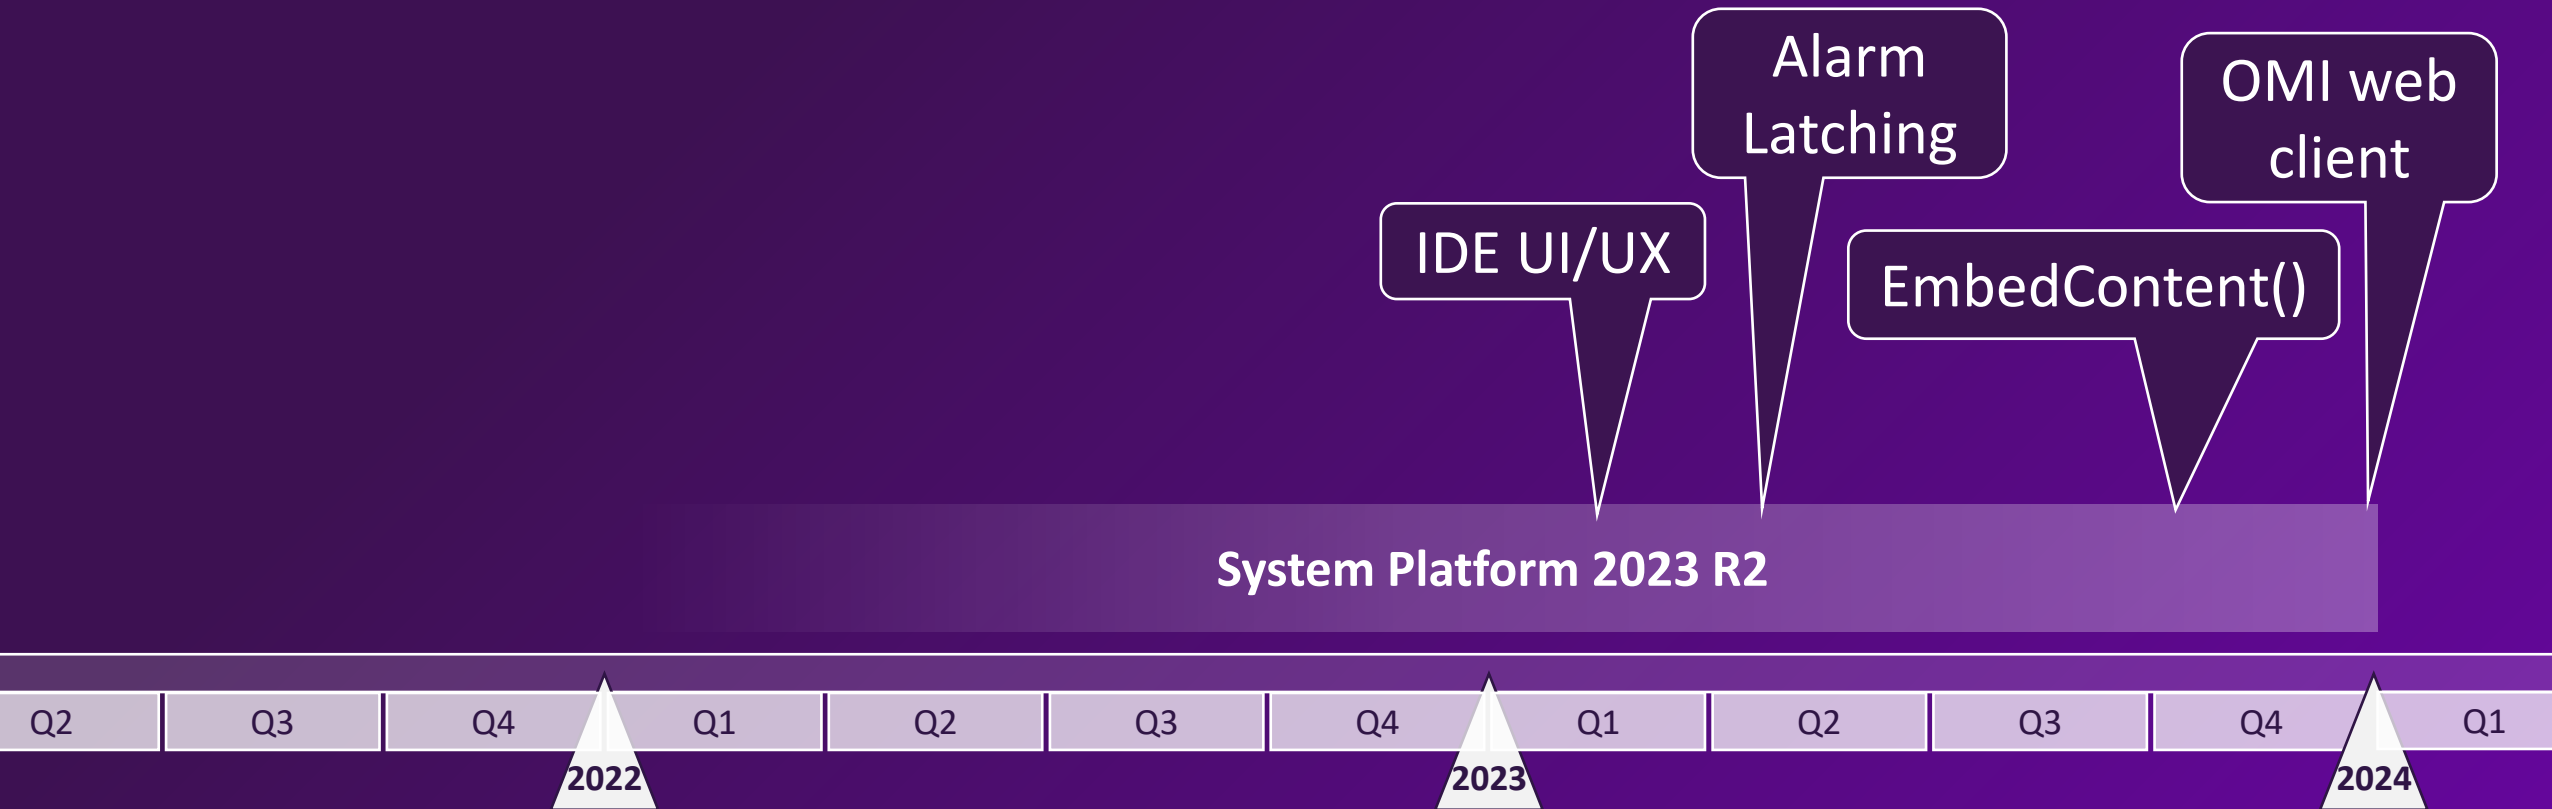 Alarm
Latching
OMI web
client
IDE UI/UX
EmbedContent()
System Platform 2023 R2
Q2 Q3 Q4 Q1 Q2 Q3 Q4 Q1 Q2 Q3 Q4 Q1
2022 2023 2024